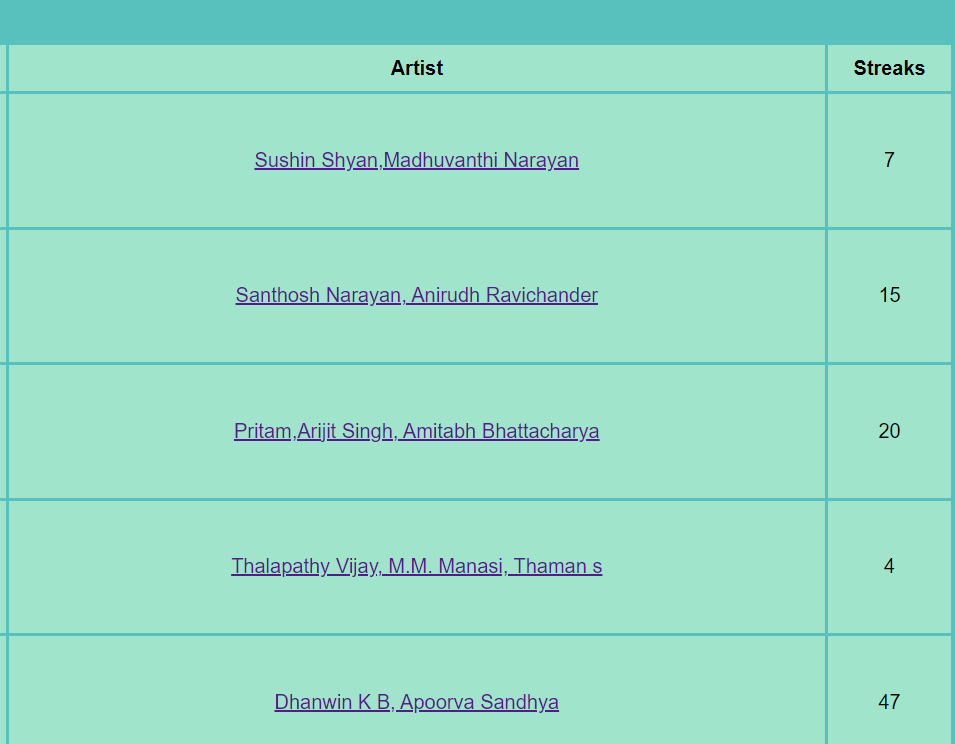 Artist Streaks
Sushin Shyan,Madhuvanthi Narayan 7
Santhosh Narayan, Anirudh Ravichander 15
Pritam,Arijit Singh, Amitabh Bhattacharya 20
Thalapathy Vijay, M.M. Manasi, Thaman s 4
Dhanwin K B, Apoorva Sandhya 47